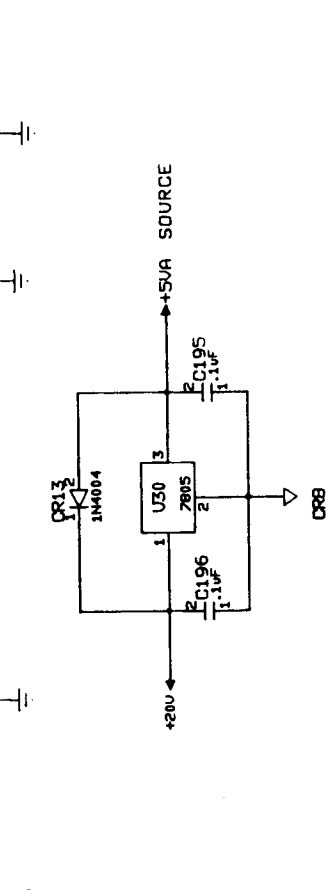 +5VA SOURCE
2
C195
.1uF
1
CR13
1 2
1N4004
3
U30
7805
1
2
CR8
2
C196
.1uF
1
+20V